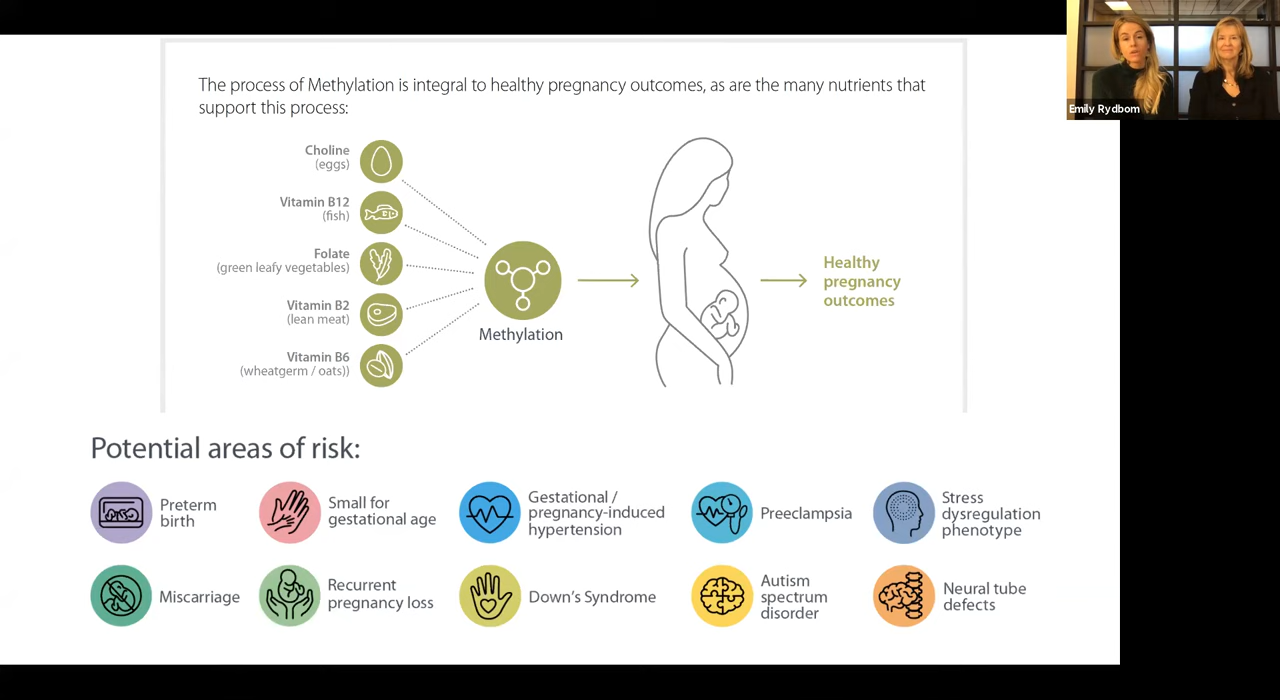 The process of Methylation is integral to healthy pregnancy outcomes, as are the many nutrients that
support this process:
Choline
(eggs)
Vitamin B12
(fish)
Folate
(green leafy vegetables)
Vitamin B2
(lean meat)
Vitamin B6
(wheatgerm / oats))
Methylation
Healthy
pregnancy
outcomes
Emily Rydbom
Potential areas of risk:
Preterm
birth
Small for
gestational age
Gestational /
pregnancy-induced
hypertension
Preeclampsia
Stress
dysregulation
phenotype
Miscarriage
Recurrent
pregnancy loss
Down's Syndrome
Autism
spectrum
disorder
Neural tube
defects